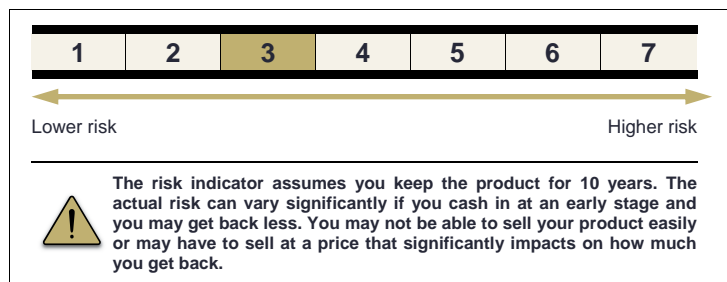 1 2 3 4 5 6 7
Lower risk Higher risk
The risk indicator assumes you keep the product for 10 years. The
actual risk can vary significantly if you cash in at an early stage and
you may get back less. You may not be able to sell your product easily
or may have to sell at a price that significantly impacts on how much
you get back.